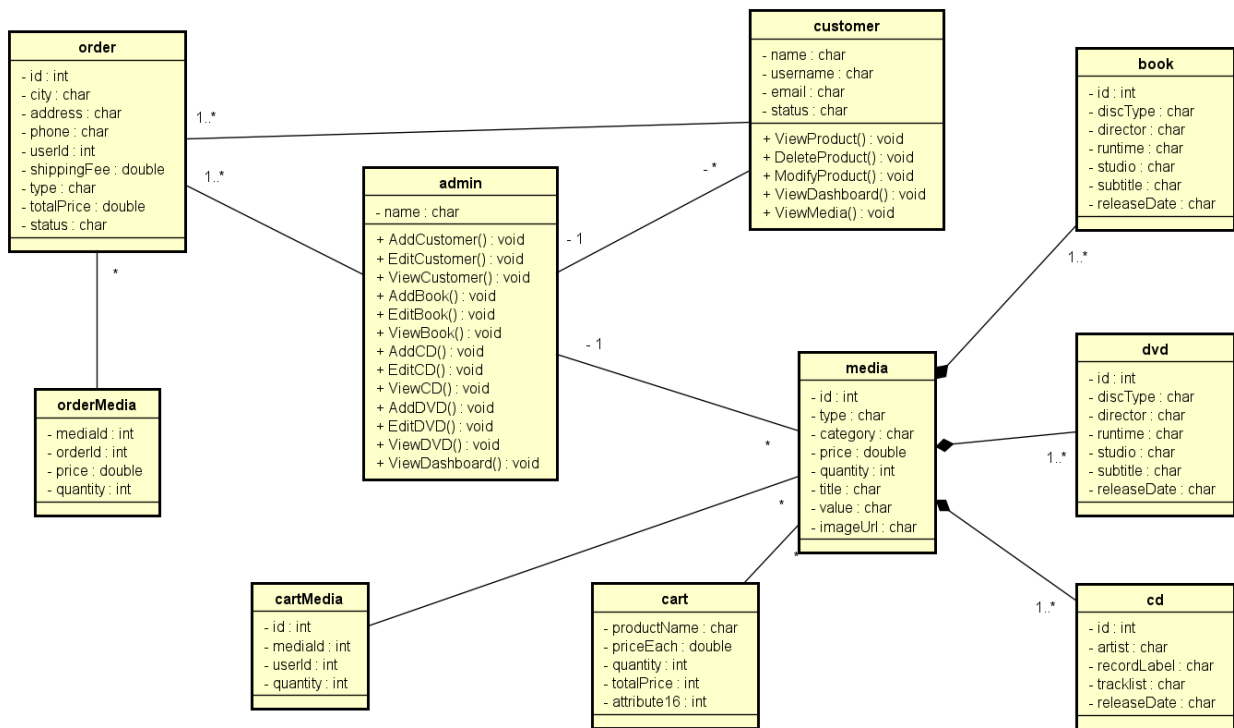 order
- id : int
- city : char
- address : char
- phone : char
- userId : int
- shippingFee : double
- type : char
- totalPrice : double
- status : char
1..*
1..*
*
customer
- name : char
- username : char
- email : char
- status : char
+ ViewProduct() : void
+ DeleteProduct() : void
+ ModifyProduct() : void
+ ViewDashboard() : void
+ ViewMedia() : void
- *
admin
- name : char
+ AddCustomer() : void
+ EditCustomer() : void
+ ViewCustomer() : void
+ AddBook() : void
+ EditBook() : void
+ ViewBook() : void
+ AddCD() : void
+ EditCD() : void
+ ViewCD() : void
+ AddDVD() : void
+ EditDVD() : void
+ ViewDVD() : void
+ ViewDashboard() : void
- 1
- 1
book
- id : int
- discType : char
- director : char
- runtime : char
- studio : char
- subtitle : char
- releaseDate : char
1..*
media
- id : int
- type : char
- category : char
- price : double
- quantity : int
- title : char
- value : char
- imageUrl : char
*
*
*
dvd
- id : int
- discType : char
- director : char
- runtime : char
- studio : char
- subtitle : char
- releaseDate : char
1..*
orderMedia
- mediaId : int
- orderId : int
- price : double
- quantity : int
cartMedia
- id : int
- mediaId : int
- userId : int
- quantity : int
cart
- productName : char
- priceEach : double
- quantity : int
- totalPrice : int
- attribute16 : int
cd
- id : int
- artist : char
- recordLabel : char
- tracklist : char
- releaseDate : char
1..*